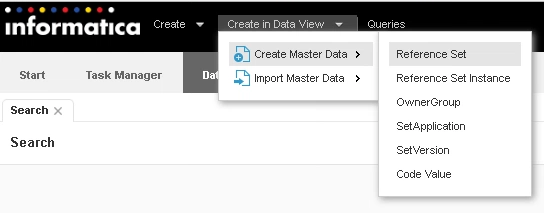 informatica
Create Create in Data View Queries
Create Master Data
Import Master Data
Reference Set
Reference Set Instance
OwnerGroup
SetApplication
SetVersion
Code Value
Start Task Manager Dat
Search
Search